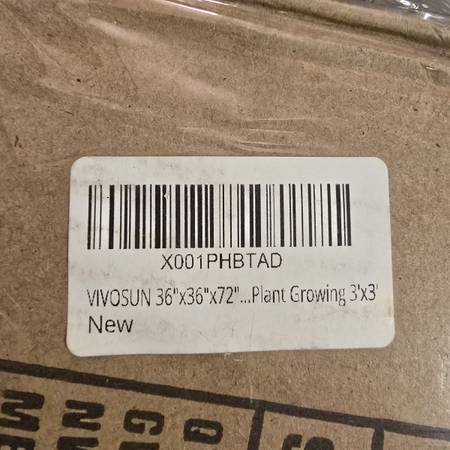 X001PHBTAD
VIVOSUN 36"x36"x72"...Plant Growing 3'x3'
New